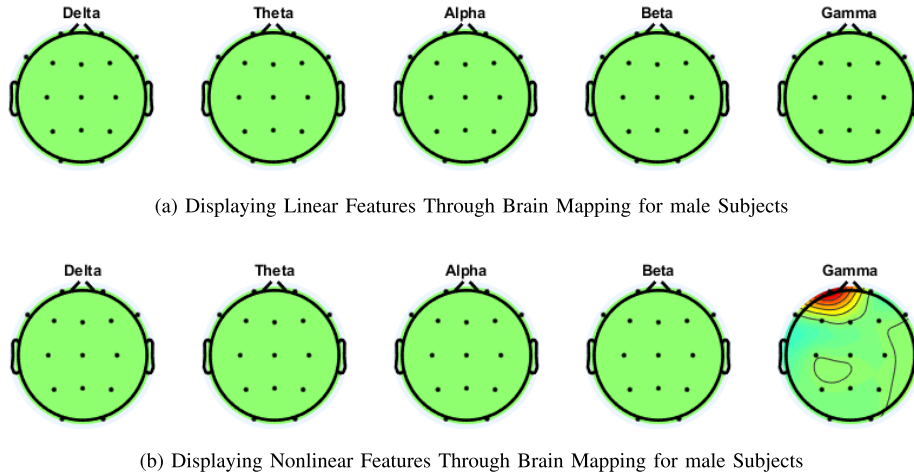 Delta Theta Alpha Beta Gamma
(a) Displaying Linear Features Through Brain Mapping for male Subjects
Delta Theta Alpha Beta Gamma
(b) Displaying Nonlinear Features Through Brain Mapping for male Subjects